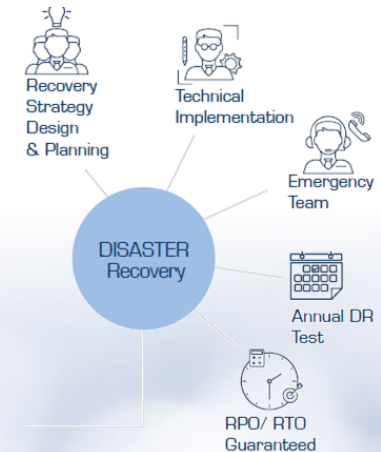 Recovery
Strategy
Design
& Planning
Technical
Implementation
Emergency
Team
DISASTER
Recovery
Annual DR
Test
RPO/ RTO
Guaranteed